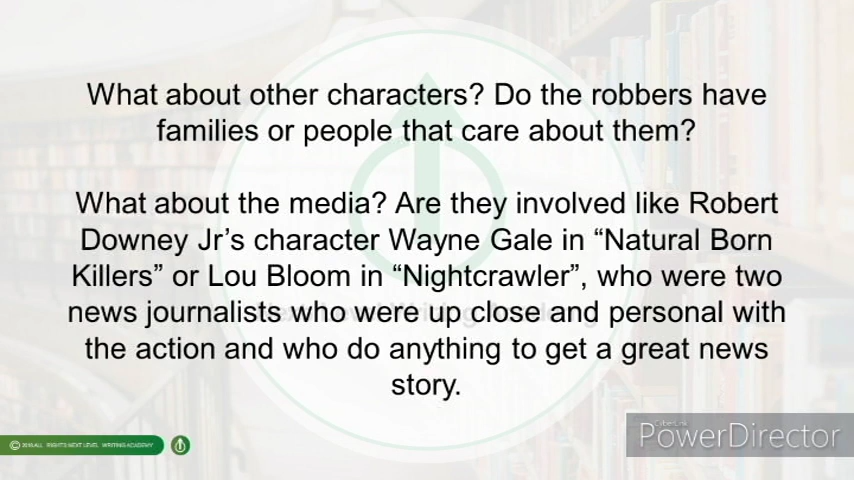 What about other characters? Do the robbers have
families or people that care about them?
What about the media? Are they involved like Robert
Downey Jr’s character Wayne Gale in “Natural Born
Killers” or Lou Bloom in “Nightcrawler”, who were two
news journalists who were up close and personal with
the action and who do anything to get a great news
story.
CyberLink
PowerDirector